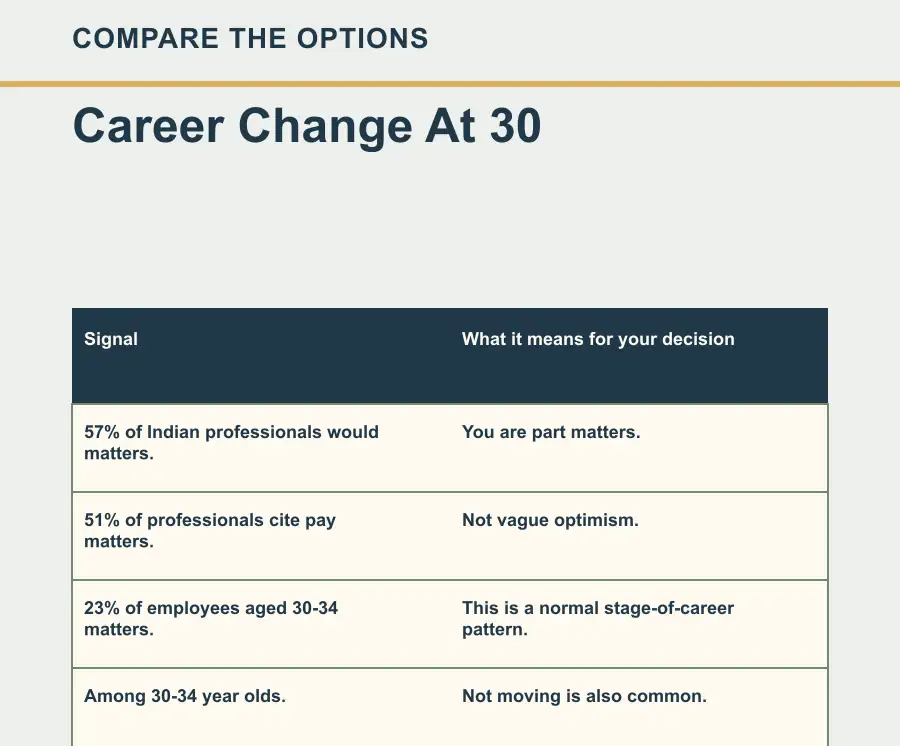 COMPARE THE OPTIONS
Career Change At 30
Signal
What it means for your decision
57% of Indian professionals would
matters.
You are part matters.
51% of professionals cite pay
matters.
Not vague optimism.
23% of employees aged 30-34
matters.
This is a normal stage-of-career
pattern.
Among 30-34 year olds.
Not moving is also common.